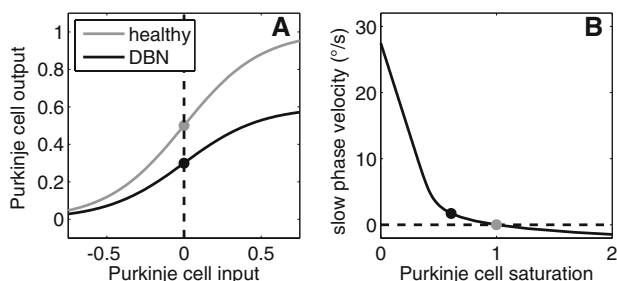 A
healthy
DBN
Purkinje cell output
1
0.8
0.6
0.4
0.2
0
-0.5
0
0.5
Purkinje cell input
B
slow phase velocity (°/s)
30
20
10
0
0
1
2
Purkinje cell saturation